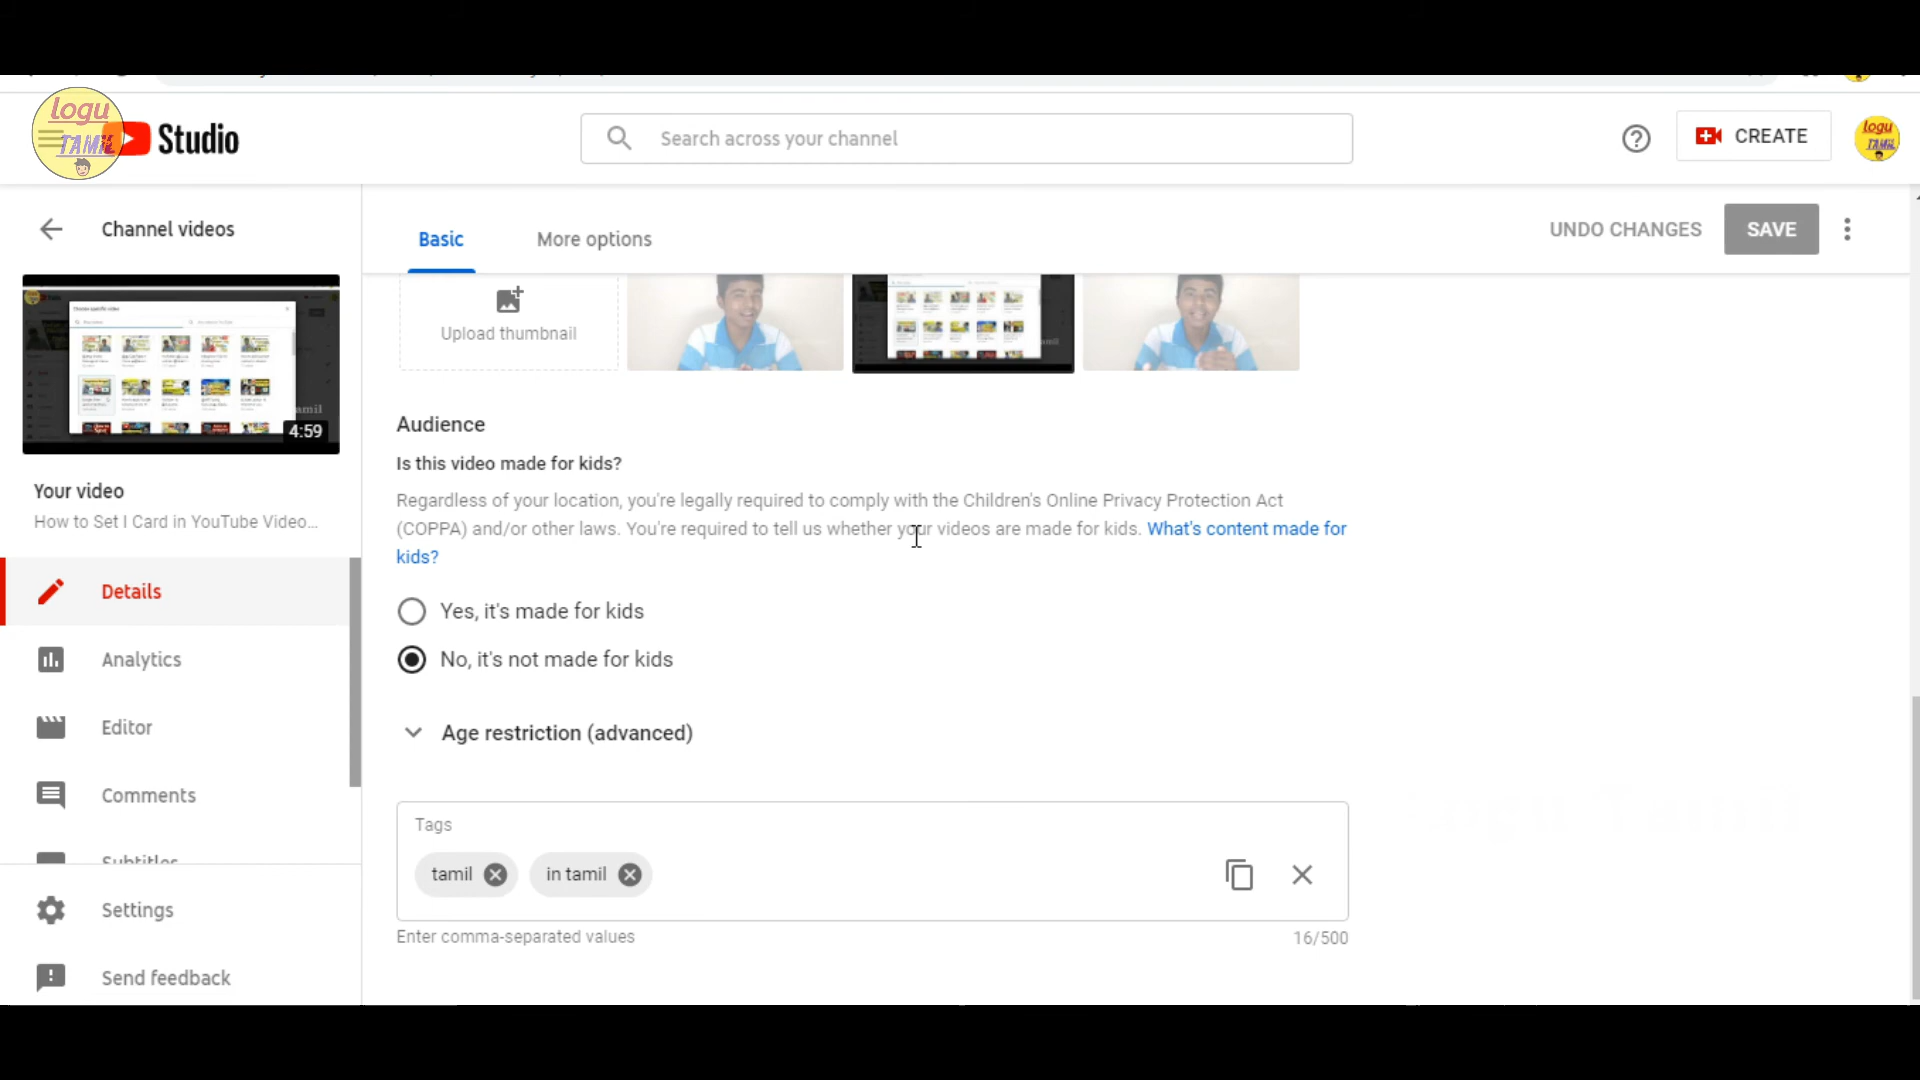 logu
TAMIL
Studio
Search across your channel
CREATE
logu
TAMIL
Channel videos
Basic
More options
UNDO CHANGES
SAVE
Upload thumbnail
4:59
Your video
How to Set I Card in YouTube Video...
Audience
Is this video made for kids?
Regardless of your location, you're legally required to comply with the Children's Online Privacy Protection Act
(COPPA) and/or other laws. You're required to tell us whether your videos are made for kids. What's content made for
kids?
Yes, it's made for kids
No, it's not made for kids
Age restriction (advanced)
Details
Analytics
Editor
Comments
Subtitles
Settings
Send feedback
Tags
tamil
in tamil
Enter comma-separated values
16/500